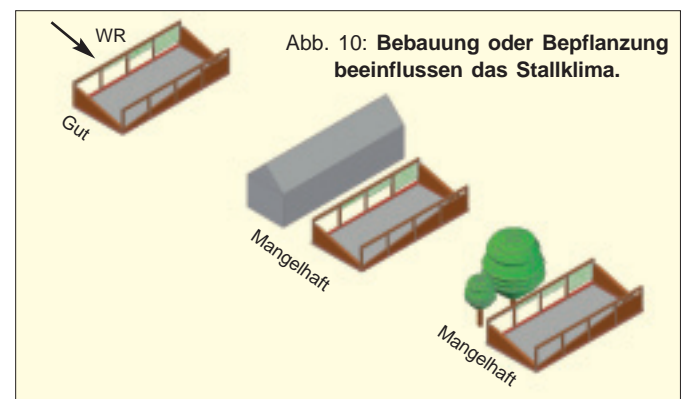 WR
Abb. 10: Bebauung oder Bepflanzung
beeinflussen das Stallklima.
Gut
Mangelhaft
Mangelhaft